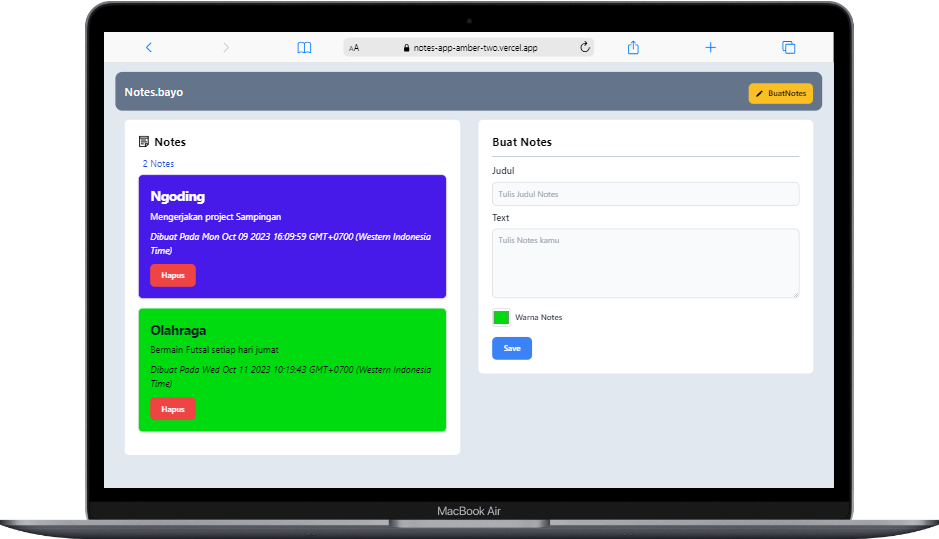 AA notes-app-amber-two.vercel.app
Notes.bayo
BuatNotes
Notes
2 Notes
Ngoding
Mengerjakan project Sampingan
Dibuat Pada Mon Oct 09 2023 16:09:59 GMT+0700 (Western Indonesia
Time)
Hapus
Olahraga
Bermain Futsal setiap hari jumat
Dibuat Pada Wed Oct 11 2023 10:19:43 GMT+0700 (Western Indonesia
Time)
Hapus
Buat Notes
Judul
Tulis Judul Notes
Text
Tulis Notes kamu
Warna Notes
Save
MacBook Air